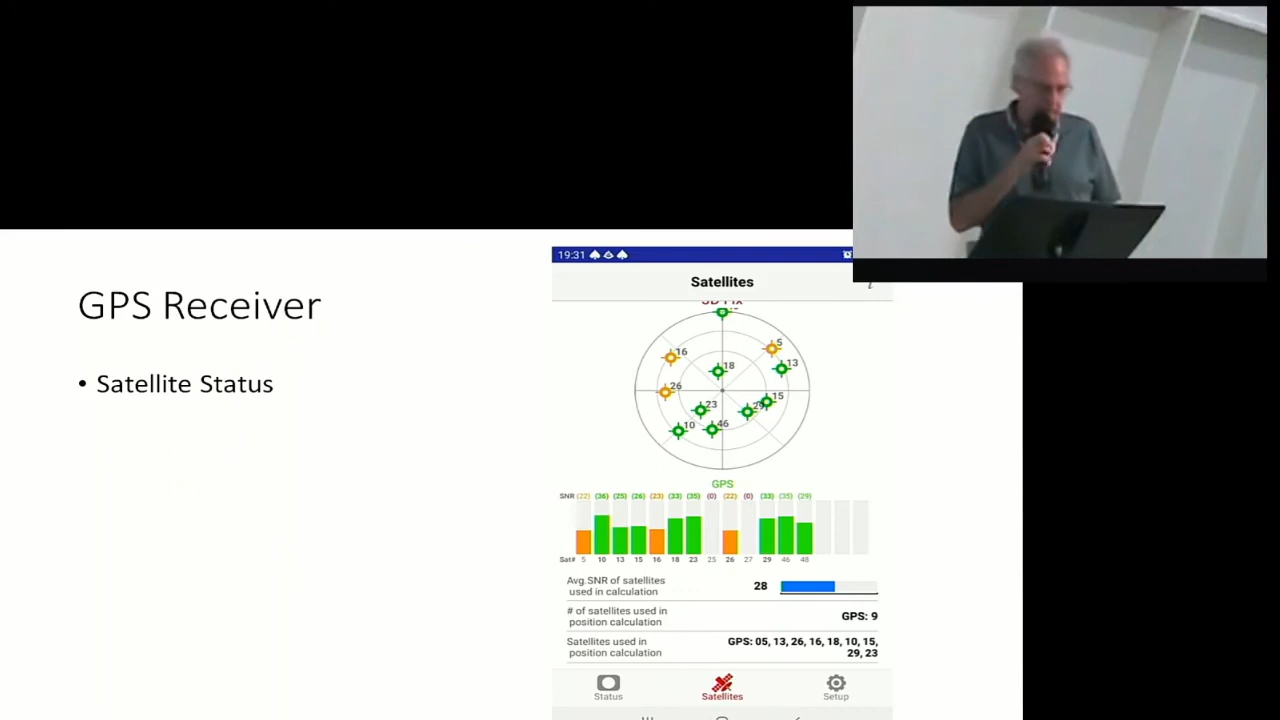 GPS Receiver
• Satellite Status
19:31
Satellites
3D Fix
5
16
13
18
26
15
23
29
46
10
GPS
SNR (22) (36) (25) (26) (23) (33) (35) (0) (22) (0) (33) (35) (29)
Sat# 5 10 13 15 16 18 23 25 26 27 29 46 48
Avg.SNR of satellites
used in calculation
28
# of satellites used in
position calculation
GPS: 9
Satellites used in
position calculation
GPS: 05, 13, 26, 16, 18, 10, 15,
29, 23
Status
Satellites
Setup